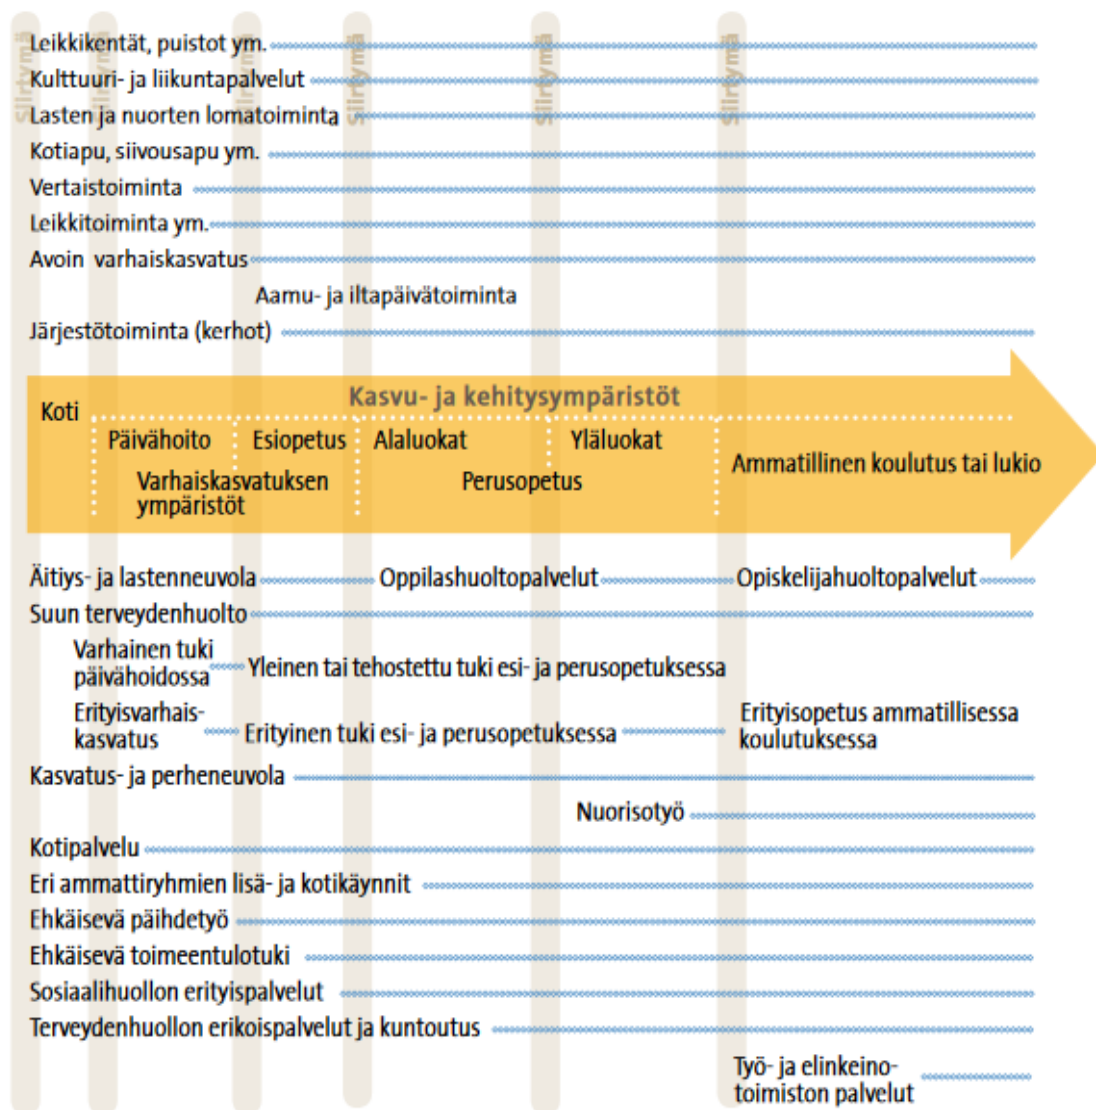 Siirtymä Siirtymä Siirtymä Siirtymä Siirtymä Siirtymä
Leikkikentät, puistot ym.
Kulttuuri- ja liikuntapalvelut
Lasten ja nuorten lomatoiminta
Kotiapu, siivousapu ym.
Vertaistoiminta
Leikkitoiminta ym.
Avoin varhaiskasvatus
Aamu- ja iltapäivätoiminta
Järjestötoiminta (kerhot)
Kasvu- ja kehitysympäristöt
Koti
Päivähoito Esiopetus Alaluokat Yläluokat
Ammatillinen koulutus tai lukio
Varhaiskasvatuksen
ympäristöt
Perusopetus
Äitiys- ja lastenneuvola Oppilashuoltopalvelut Opiskelijahuoltopalvelut
Suun terveydenhuolto
Varhainen tuki
päivähoidossa
Yleinen tai tehostettu tuki esi- ja perusopetuksessa
Erityisvarhais-
kasvatus
Erityinen tuki esi- ja perusopetuksessa
Erityisopetus ammatillisessa
koulutuksessa
Kasvatus- ja perheneuvola
Nuorisotyö
Kotipalvelu
Eri ammattiryhmien lisä- ja kotikäynnit
Ehkäisevä päihdetyö
Ehkäisevä toimeentulotuki
Sosiaalihuollon erityispalvelut
Terveydenhuollon erikoispalvelut ja kuntoutus
Työ- ja elinkeino-
toimiston palvelut